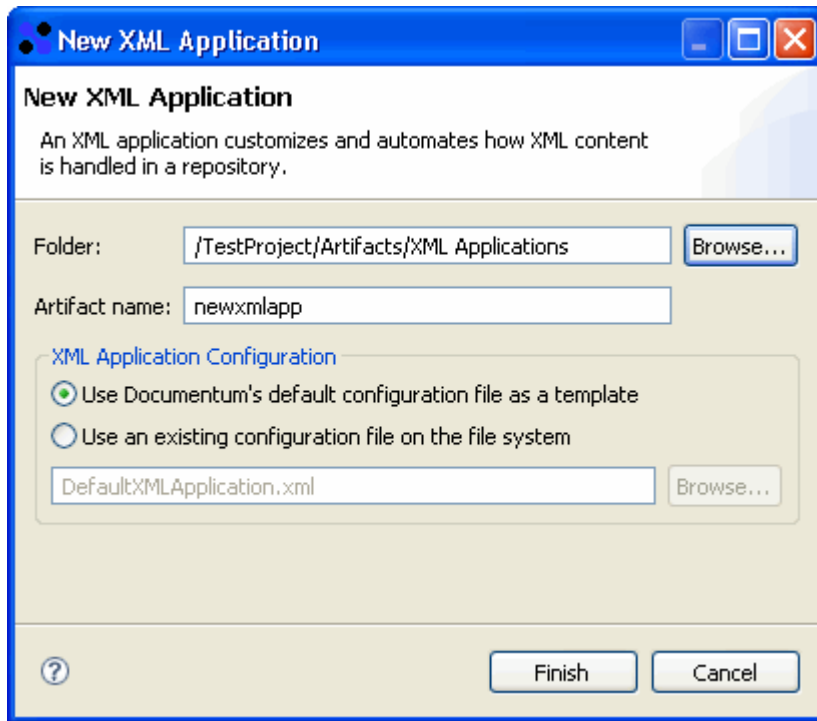 New XML Application
New XML Application
An XML application customizes and automates how XML content
is handled in a repository.
Folder: /TestProject/Artifacts/XML Applications Browse...
Artifact name: newxmlapp
XML Application Configuration
Use Documentum's default configuration file as a template
Use an existing configuration file on the file system
DefaultXMLApplication.xml Browse...
? Finish Cancel